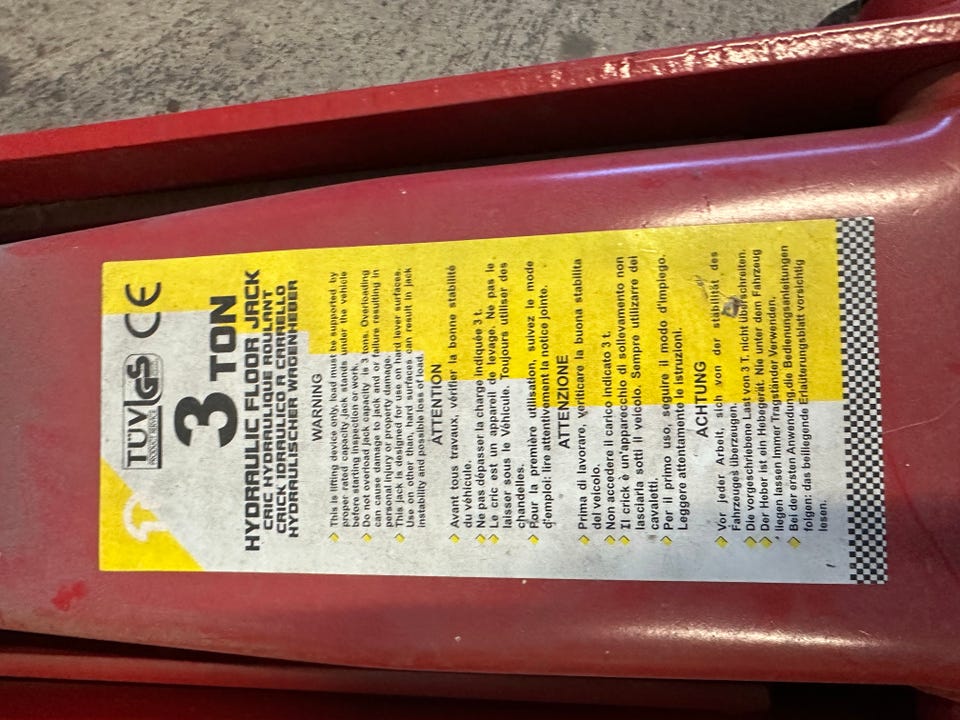 TÜV GS CE
PRODUCT SERVICE
3 TON
HYDRAULIC FLOOR JACK
CRIC HYDRAULIQUE ROULANT
CRICK IDRAULICO A CARRELLO
HYDRAULISCHER WAGENHEBER
WARNING
This is lifting device only, load must be supported by
proper rated capacity jack stands under the vehicle
before starting inspection or work.
Do not overload jack capacity is 3 tons. Overloading
can cause damage to jack and or failure resulting in
personal injury or property damage.
This jack is designed for use on hard lever surfaces.
Use on other than, hard surfaces can result in jack
instability and possible loss of load.
ATTENTION
Avant tous travaux, vérifier la bonne stabilité
du véhicule.
Ne pas dépasser la charge indiquée 3 t.
Le cric est un appareil de levage. Ne pas le
laisser sous le Véhicule. Toujours utiliser des
chandelles.
Pour la première utilisation, suivez le mode
d'emploi: lire attentivement la notice jointe.
ATTENZIONE
Prima di lavorare, verificare la buona stabilita
del veicolo.
Non accedere il carico indicato 3 t.
Zl crick è un'apparecchio di sollevamento non
lasciarla sotti il veicolo. Sempre utilizzare dei
cavaletti.
Per il primo uso, seguire il modo d'impiego.
Leggere attentamente le istruzioni.
ACHTUNG
Vor jeder Arbeit, sich von der stabilität des
Fahrzeuges überzeugen.
Die vorgeschriebene Last von 3 T. nicht überschreiten.
Der Heber ist ein Hebegerät. Nie unter dem Fahrzeug
liegen lassen Immer Tragständer Verwenden.
Bei der ersten Anwendung, die Bedienungsanleitungen
folgen: das beiliegende Erlaüterungsblatt vorsichtig
lesen.